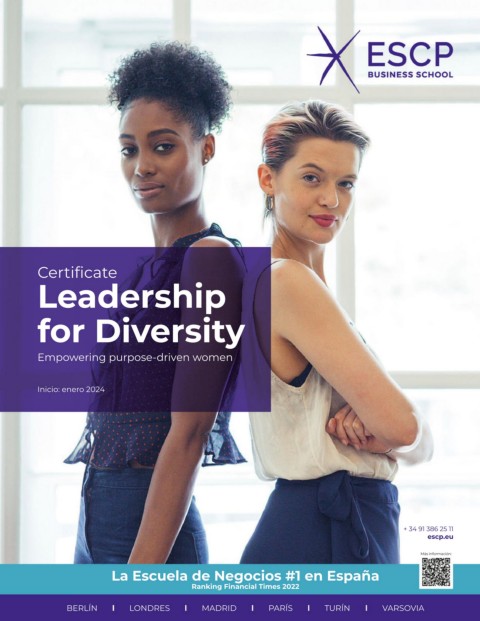 ESCP
BUSINESS SCHOOL
Certificate
Leadership
for Diversity
Empowering purpose-driven women
Inicio: enero 2024
+ 34 91 386 25 11
escp.eu
Más información:
La Escuela de Negocios #1 en España
Ranking Financial Times 2022
BERLÍN I LONDRES I MADRID I PARÍS I TURÍN I VARSOVIA